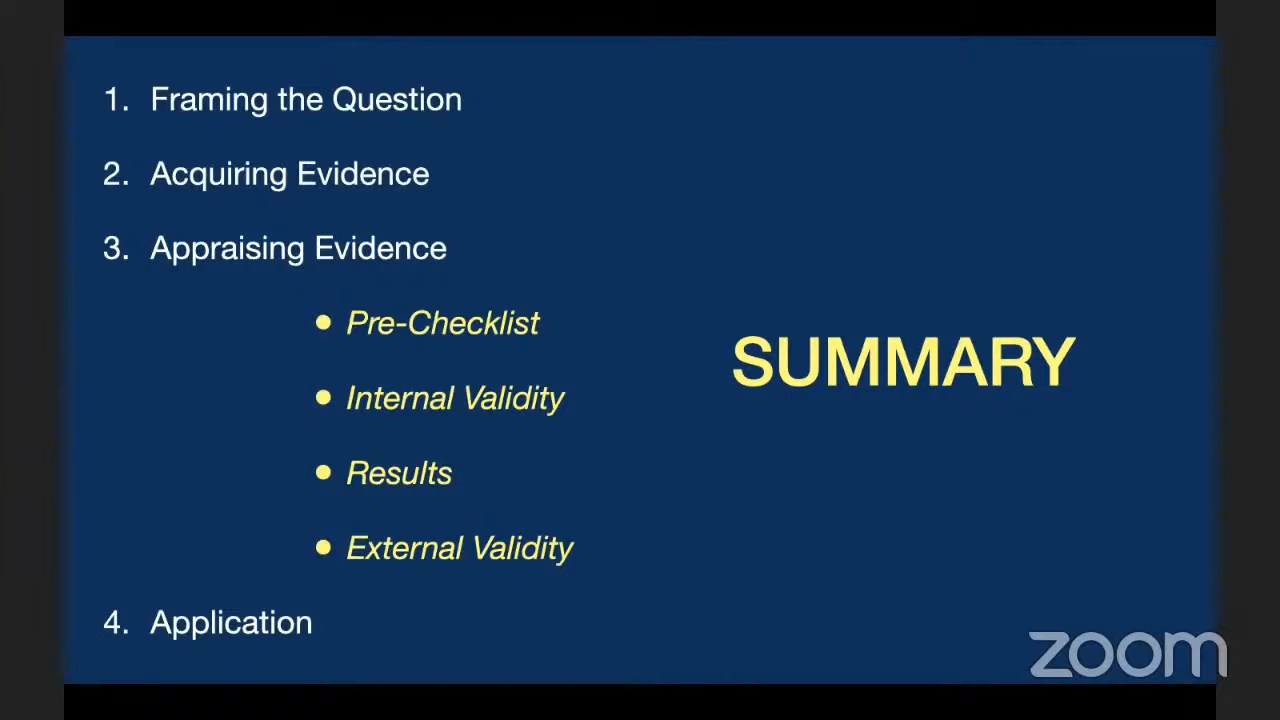 1. Framing the Question
2. Acquiring Evidence
3. Appraising Evidence
• Pre-Checklist
• Internal Validity
• Results
• External Validity
4. Application
SUMMARY
zoom